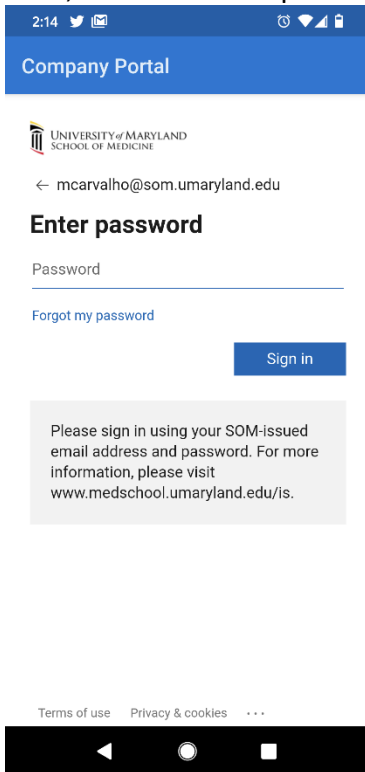 2:14
Company Portal
UNIVERSITY of MARYLAND
SCHOOL OF MEDICINE
← mcarvalho@som.umaryland.edu
Enter password
Password
Forgot my password
Sign in
Please sign in using your SOM-issued
email address and password. For more
information, please visit
www.medschool.umaryland.edu/is.
Terms of use Privacy & cookies ...